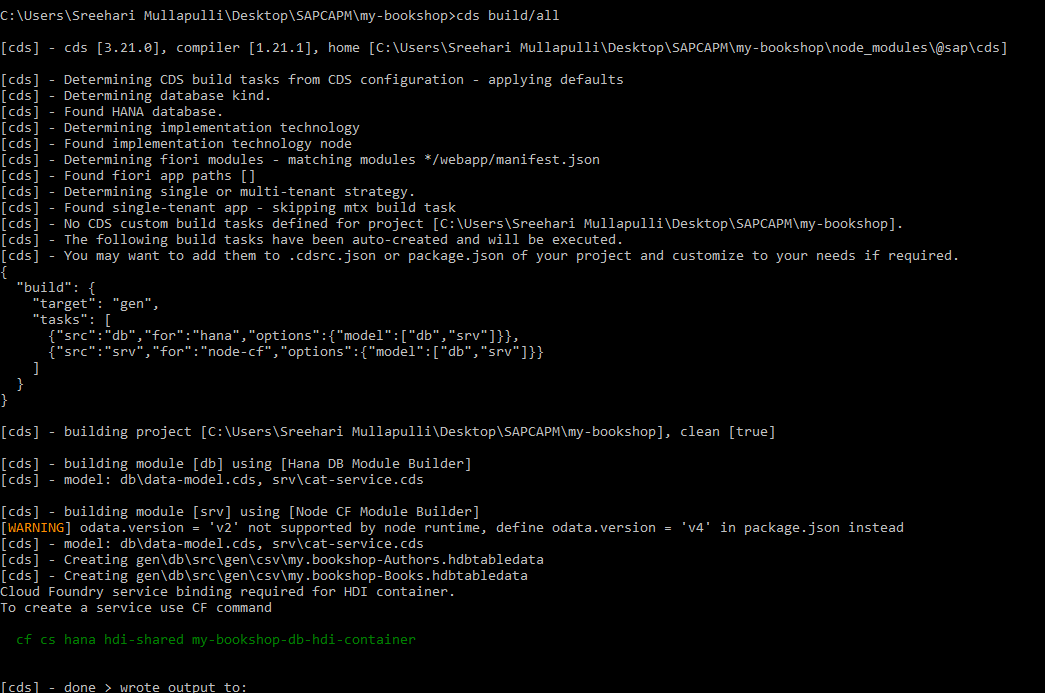 C:\Users\Sreehari Mullapulli\Desktop\SAPCAPM\my-bookshop>cds build/all
[cds] - cds [3.21.0], compiler [1.21.1], home [C:\Users\Sreehari Mullapulli\Desktop\SAPCAPM\my-bookshop\node_modules\@sap\cds]
[cds] - Determining CDS build tasks from CDS configuration - applying defaults
[cds] - Determining database kind.
[cds] - Found HANA database.
[cds] - Determining implementation technology
[cds] - Found implementation technology node
[cds] - Determining fiori modules - matching modules */webapp/manifest.json
[cds] - Found fiori app paths []
[cds] - Determining single or multi-tenant strategy.
[cds] - Found single-tenant app - skipping mtx build task
[cds] - No CDS custom build tasks defined for project [C:\Users\Sreehari Mullapulli\Desktop\SAPCAPM\my-bookshop].
[cds] - The following build tasks have been auto-created and will be executed.
[cds] - You may want to add them to .cdsrc.json or package.json of your project and customize to your needs if required.
{
  "build": {
    "target": "gen",
    "tasks": [
      {"src":"db","for":"hana","options":{"model":["db","srv"]}},
      {"src":"srv","for":"node-cf","options":{"model":["db","srv"]}}
    ]
  }
}
[cds] - building project [C:\Users\Sreehari Mullapulli\Desktop\SAPCAPM\my-bookshop], clean [true]
[cds] - building module [db] using [Hana DB Module Builder]
[cds] - model: db\data-model.cds, srv\cat-service.cds
[cds] - building module [srv] using [Node CF Module Builder]
[WARNING] odata.version = 'v2' not supported by node runtime, define odata.version = 'v4' in package.json instead
[cds] - model: db\data-model.cds, srv\cat-service.cds
[cds] - Creating gen\db\src\gen\csv\my.bookshop-Authors.hdbtabledata
[cds] - Creating gen\db\src\gen\csv\my.bookshop-Books.hdbtabledata
Cloud Foundry service binding required for HDI container.
To create a service use CF command
  cf cs hana hdi-shared my-bookshop-db-hdi-container
[cds] - done > wrote output to: